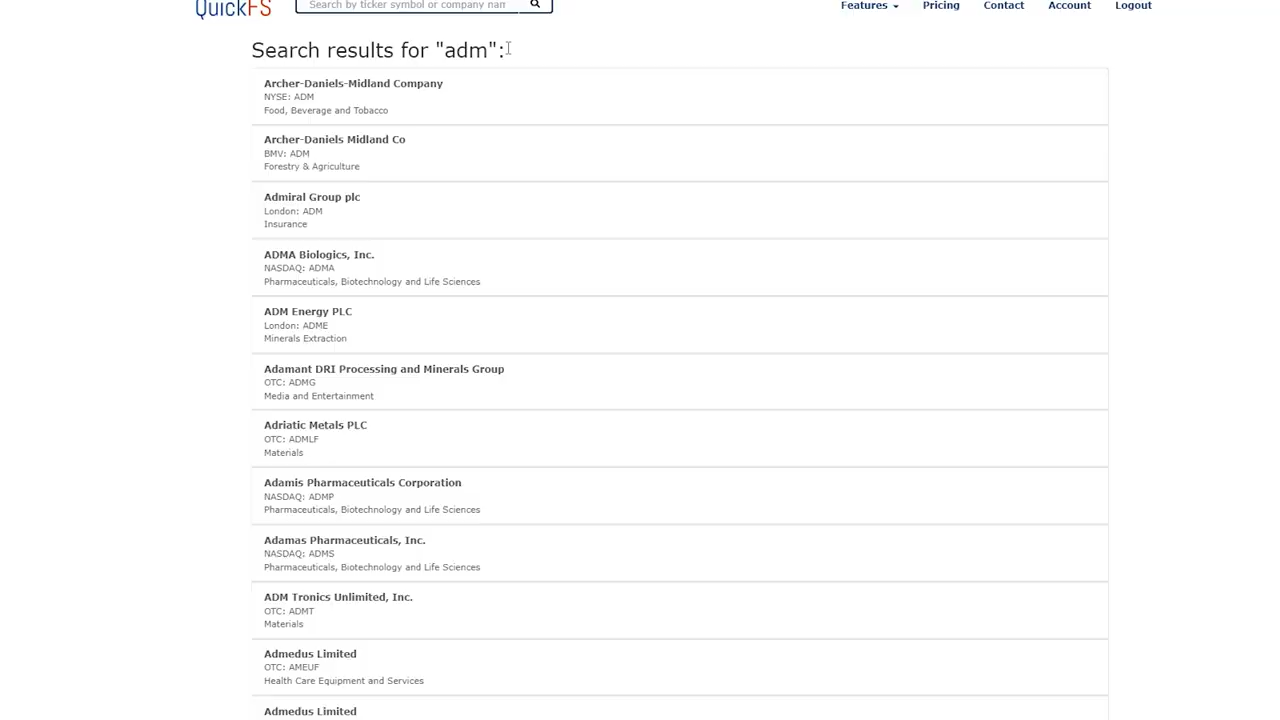 QuickFS
Search by ticker symbol or company nam
Features
Pricing
Contact
Account
Logout
Search results for "adm":
Archer-Daniels-Midland Company
NYSE: ADM
Food, Beverage and Tobacco
Archer-Daniels Midland Co
BMV: ADM
Forestry & Agriculture
Admiral Group plc
London: ADM
Insurance
ADMA Biologics, Inc.
NASDAQ: ADMA
Pharmaceuticals, Biotechnology and Life Sciences
ADM Energy PLC
London: ADME
Minerals Extraction
Adamant DRI Processing and Minerals Group
OTC: ADMG
Media and Entertainment
Adriatic Metals PLC
OTC: ADMLF
Materials
Adamis Pharmaceuticals Corporation
NASDAQ: ADMP
Pharmaceuticals, Biotechnology and Life Sciences
Adamas Pharmaceuticals, Inc.
NASDAQ: ADMS
Pharmaceuticals, Biotechnology and Life Sciences
ADM Tronics Unlimited, Inc.
OTC: ADMT
Materials
Admedus Limited
OTC: AMEUF
Health Care Equipment and Services
Admedus Limited